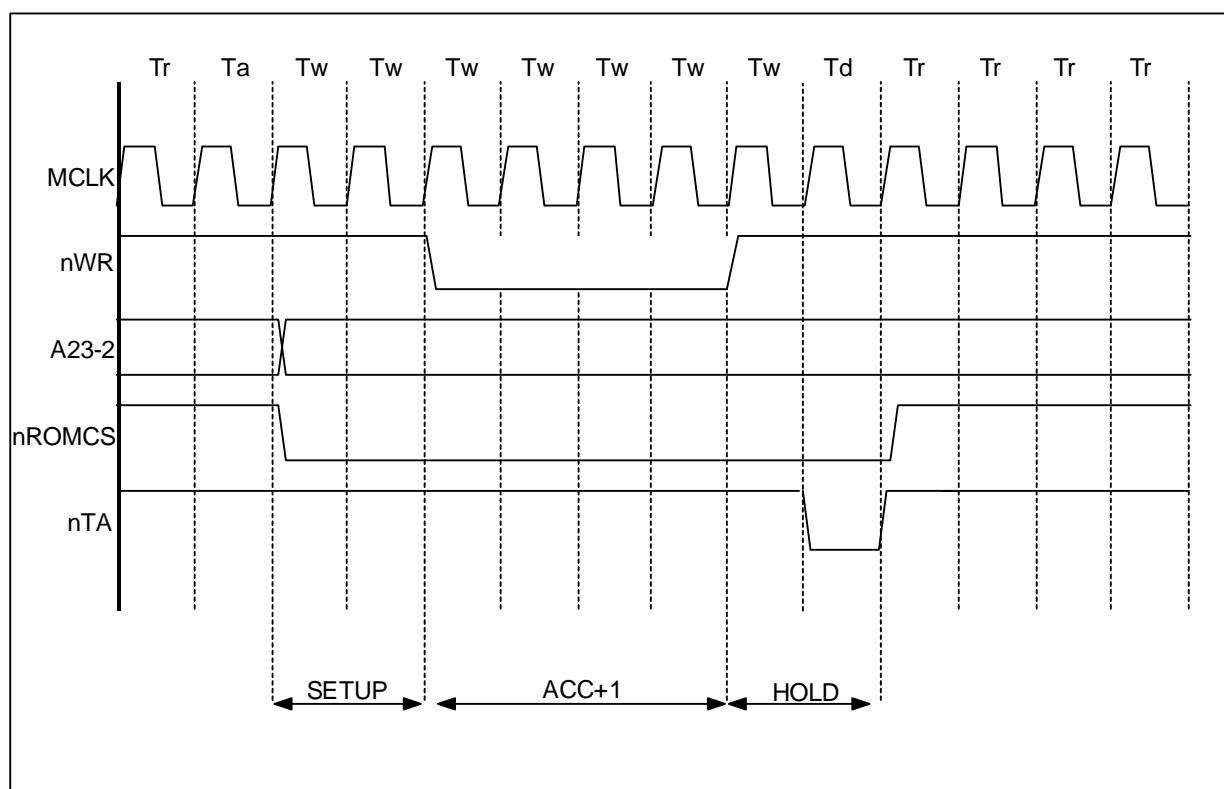 Tr Ta Tw Tw Tw Tw Tw Tw Tw Td Tr Tr Tr Tr
MCLK
nWR
A23-2
nROMCS
nTA
SETUP ACC+1 HOLD